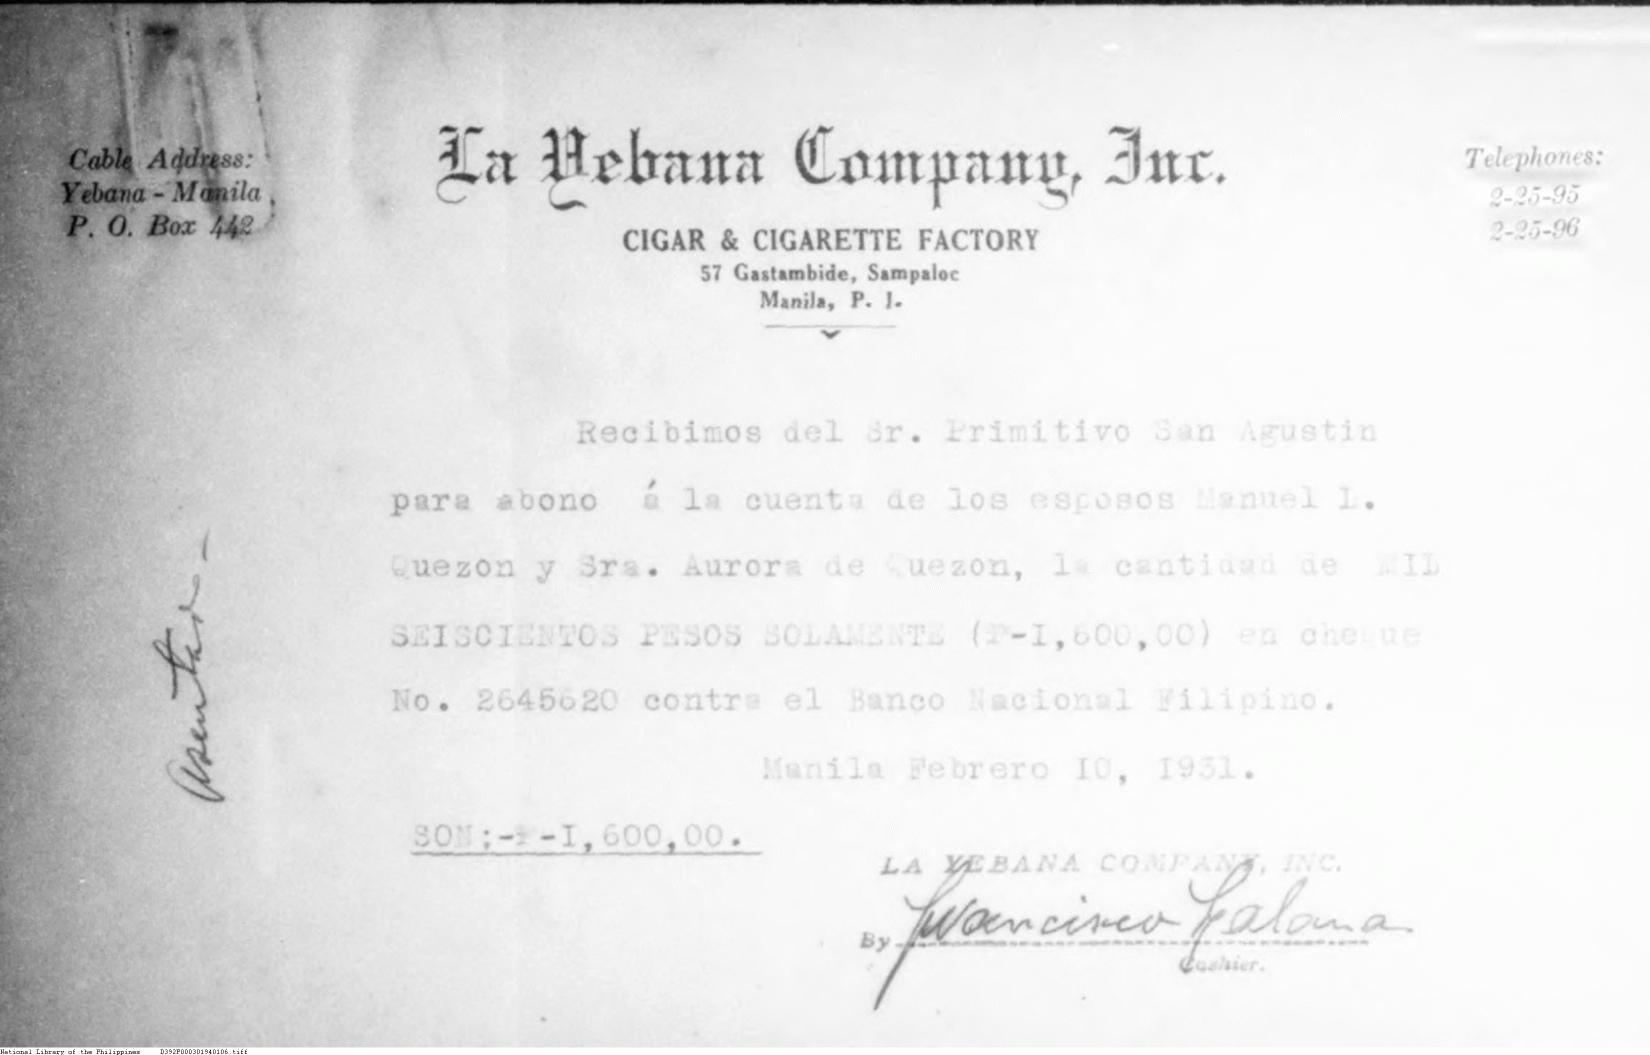 Cable Address:
Yebana - Manila
P. O. Box 442
La Yebana Company, Inc.
CIGAR & CIGARETTE FACTORY
57 Gastambide, Sampaloc
Manila, P. I.
Telephones:
2-25-95
2-25-96
Recibimos del Sr. Primitivo San Agustin
para abono á la cuenta de los esposos Manuel L.
Quezon y Sra. Aurora de Quezon, la cantidad de MIL
SEISCIENTOS PESOS SOLAMENTE (P-I,600,00) en cheque
No. 2645620 contra el Banco Nacional Filipino.
Manila Febrero 10, 1931.
SON;-P-I,600,00.
LA YEBANA COMPANY, INC.
By Francisco
Cashier.
National Library of the Philippines D392P000301940106.tiff